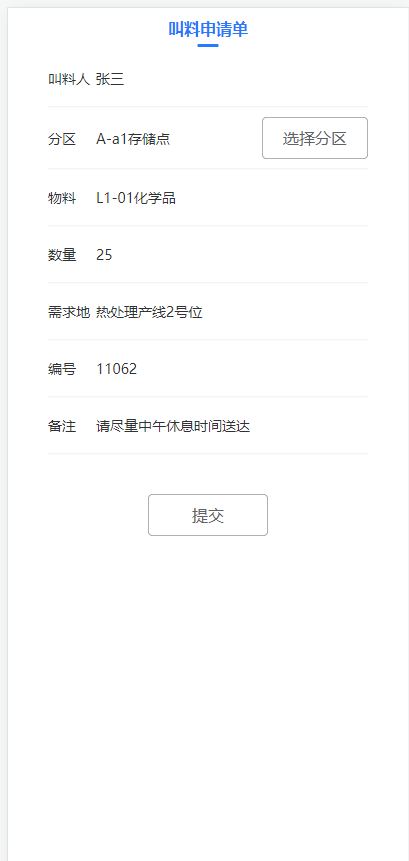 叫料申请单
叫料人 张三
分区 A-a1存储点 选择分区
物料 L1-01化学品
数量 25
需求地 热处理产线2号位
编号 11062
备注 请尽量中午休息时间送达
提交